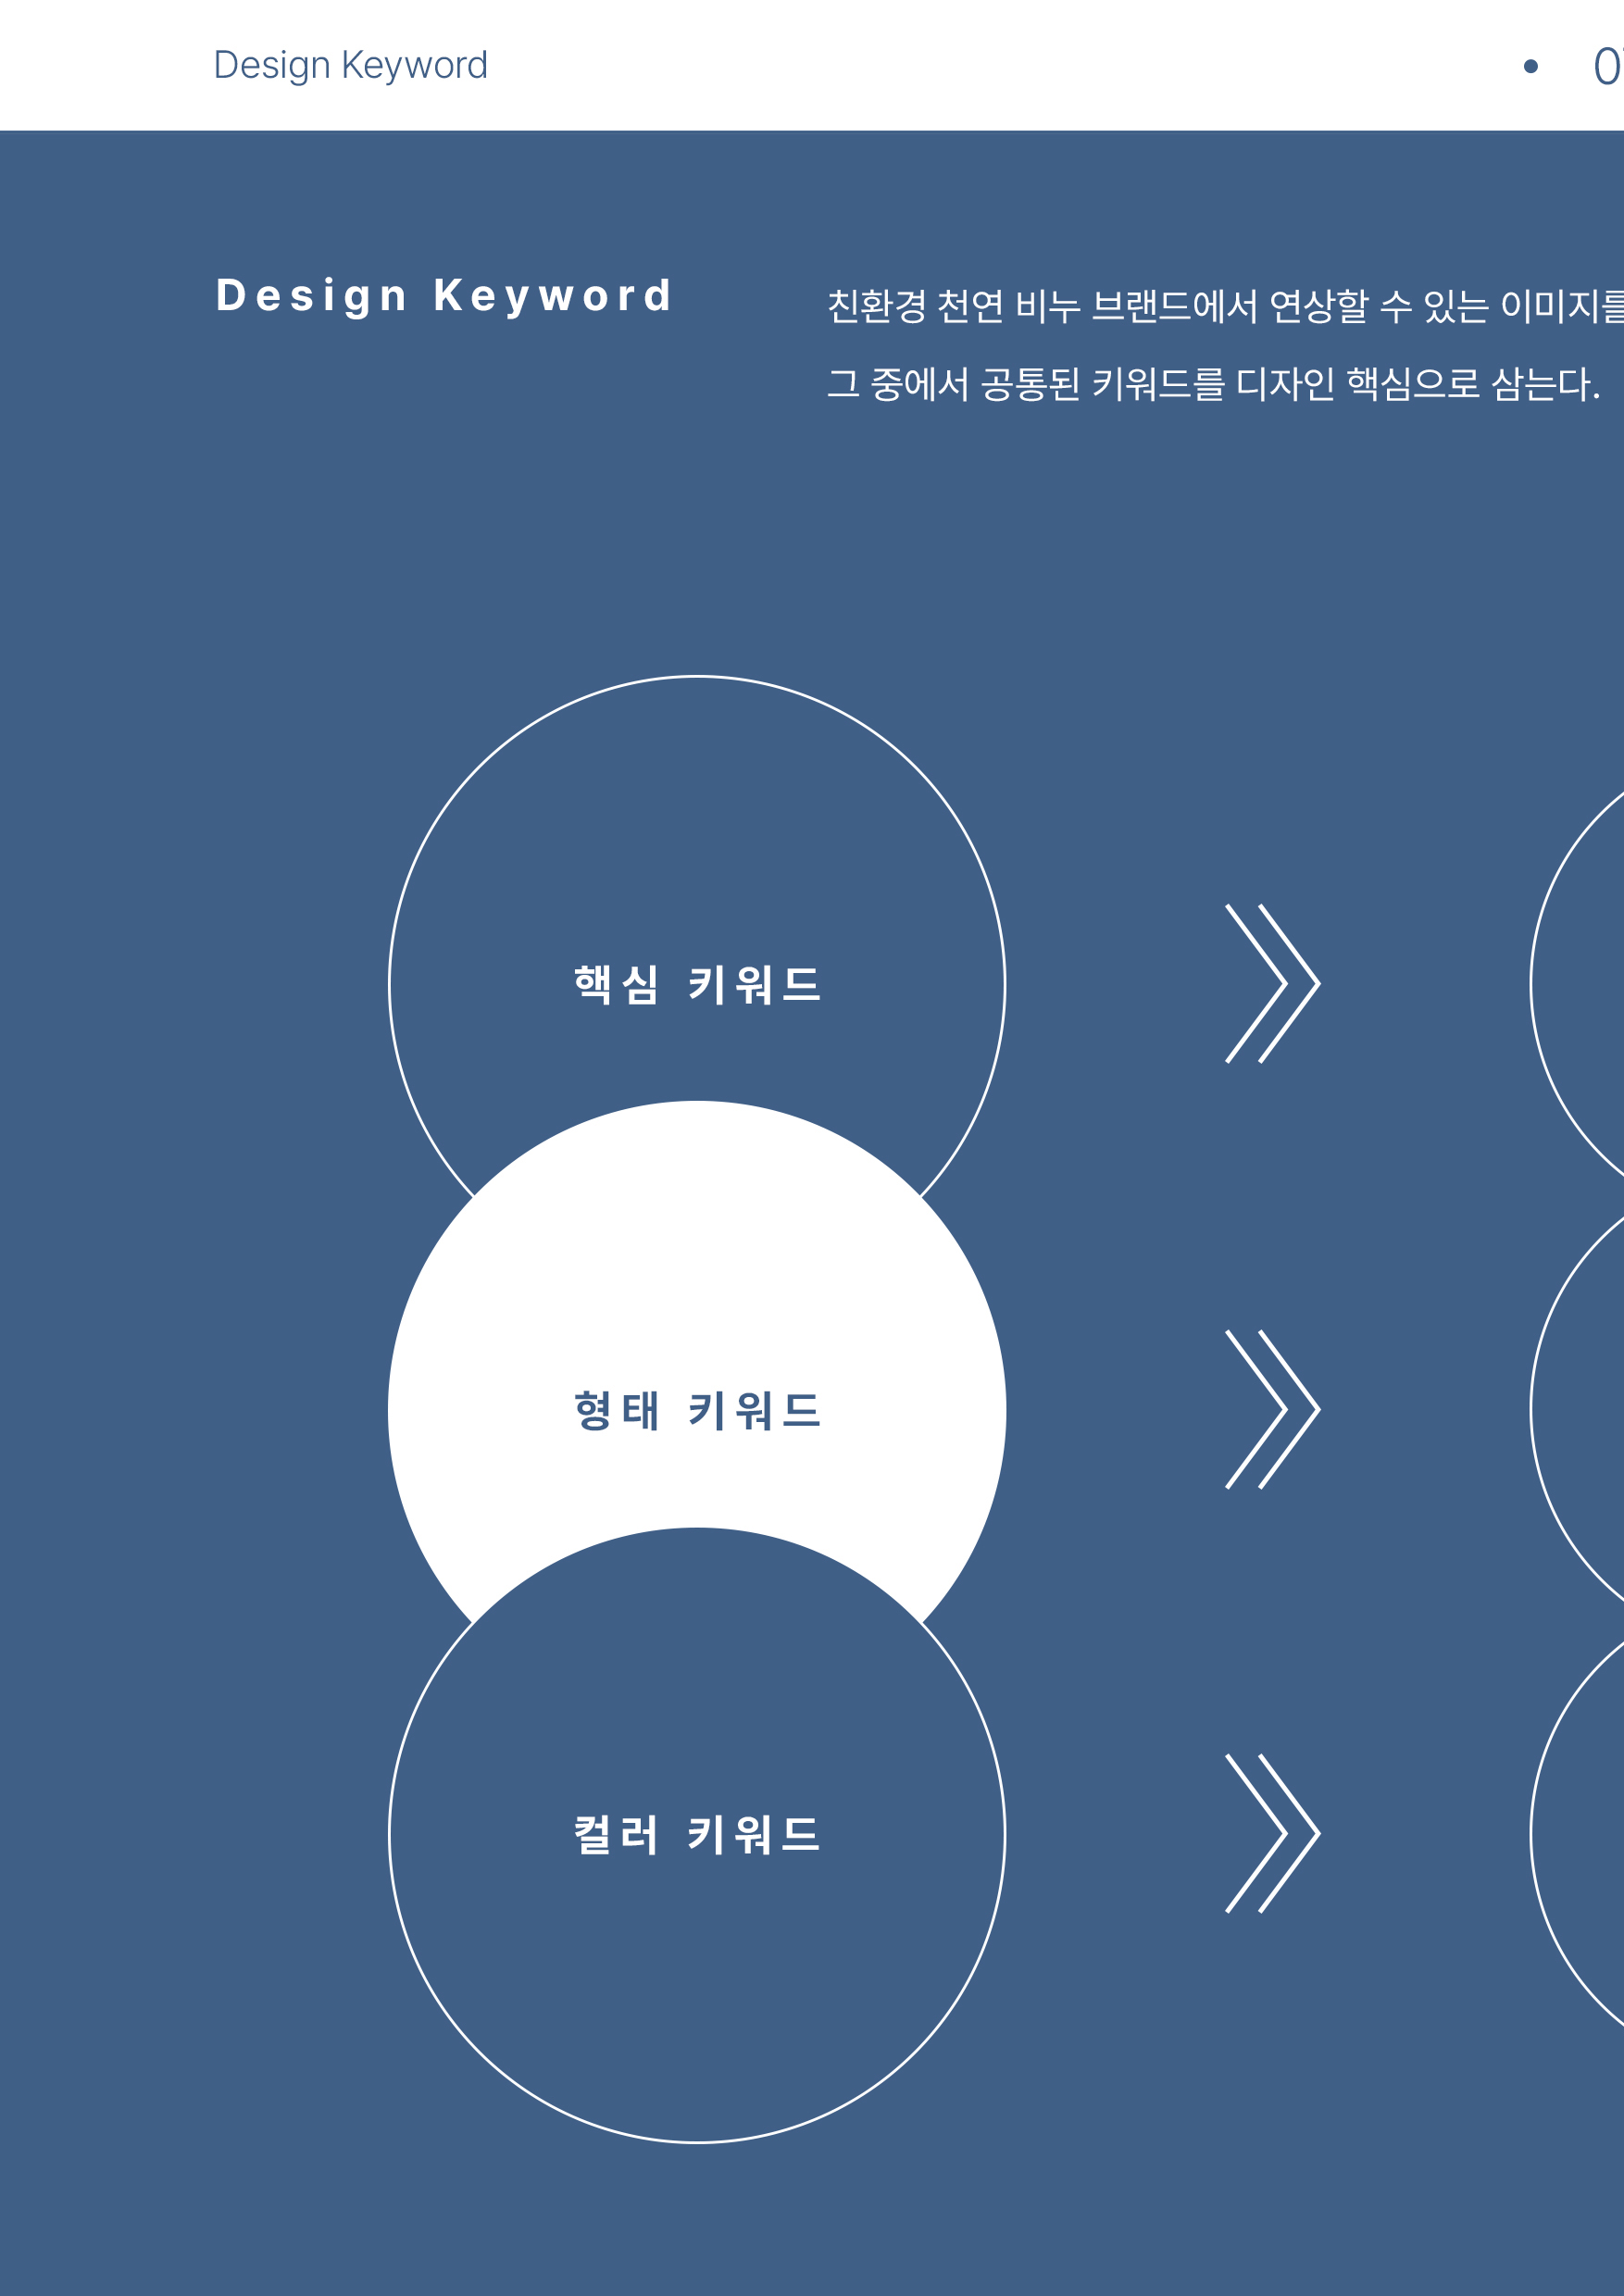 Design Keyword
Design Keyword
친환경 천연 비누 브랜드에서 연상할 수 있는 이미지를
그 중에서 공통된 키워드를 디자인 핵심으로 삼는다.
핵심 키워드
형태 키워드
컬러 키워드